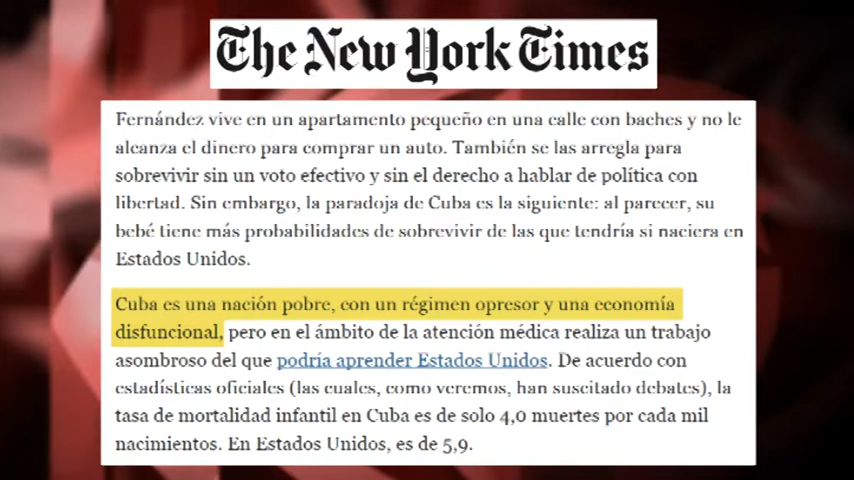 The New York Times
Fernández vive en un apartamento pequeño en una calle con baches y no le
alcanza el dinero para comprar un auto. También se las arregla para
sobrevivir sin un voto efectivo y sin el derecho a hablar de política con
libertad. Sin embargo, la paradoja de Cuba es la siguiente: al parecer, su
bebé tiene más probabilidades de sobrevivir de las que tendría si naciera en
Estados Unidos.
Cuba es una nación pobre, con un régimen opresor y una economía
disfuncional, pero en el ámbito de la atención médica realiza un trabajo
asombroso del que podría aprender Estados Unidos. De acuerdo con
estadísticas oficiales (las cuales, como veremos, han suscitado debates), la
tasa de mortalidad infantil en Cuba es de solo 4,0 muertes por cada mil
nacimientos. En Estados Unidos, es de 5,9.